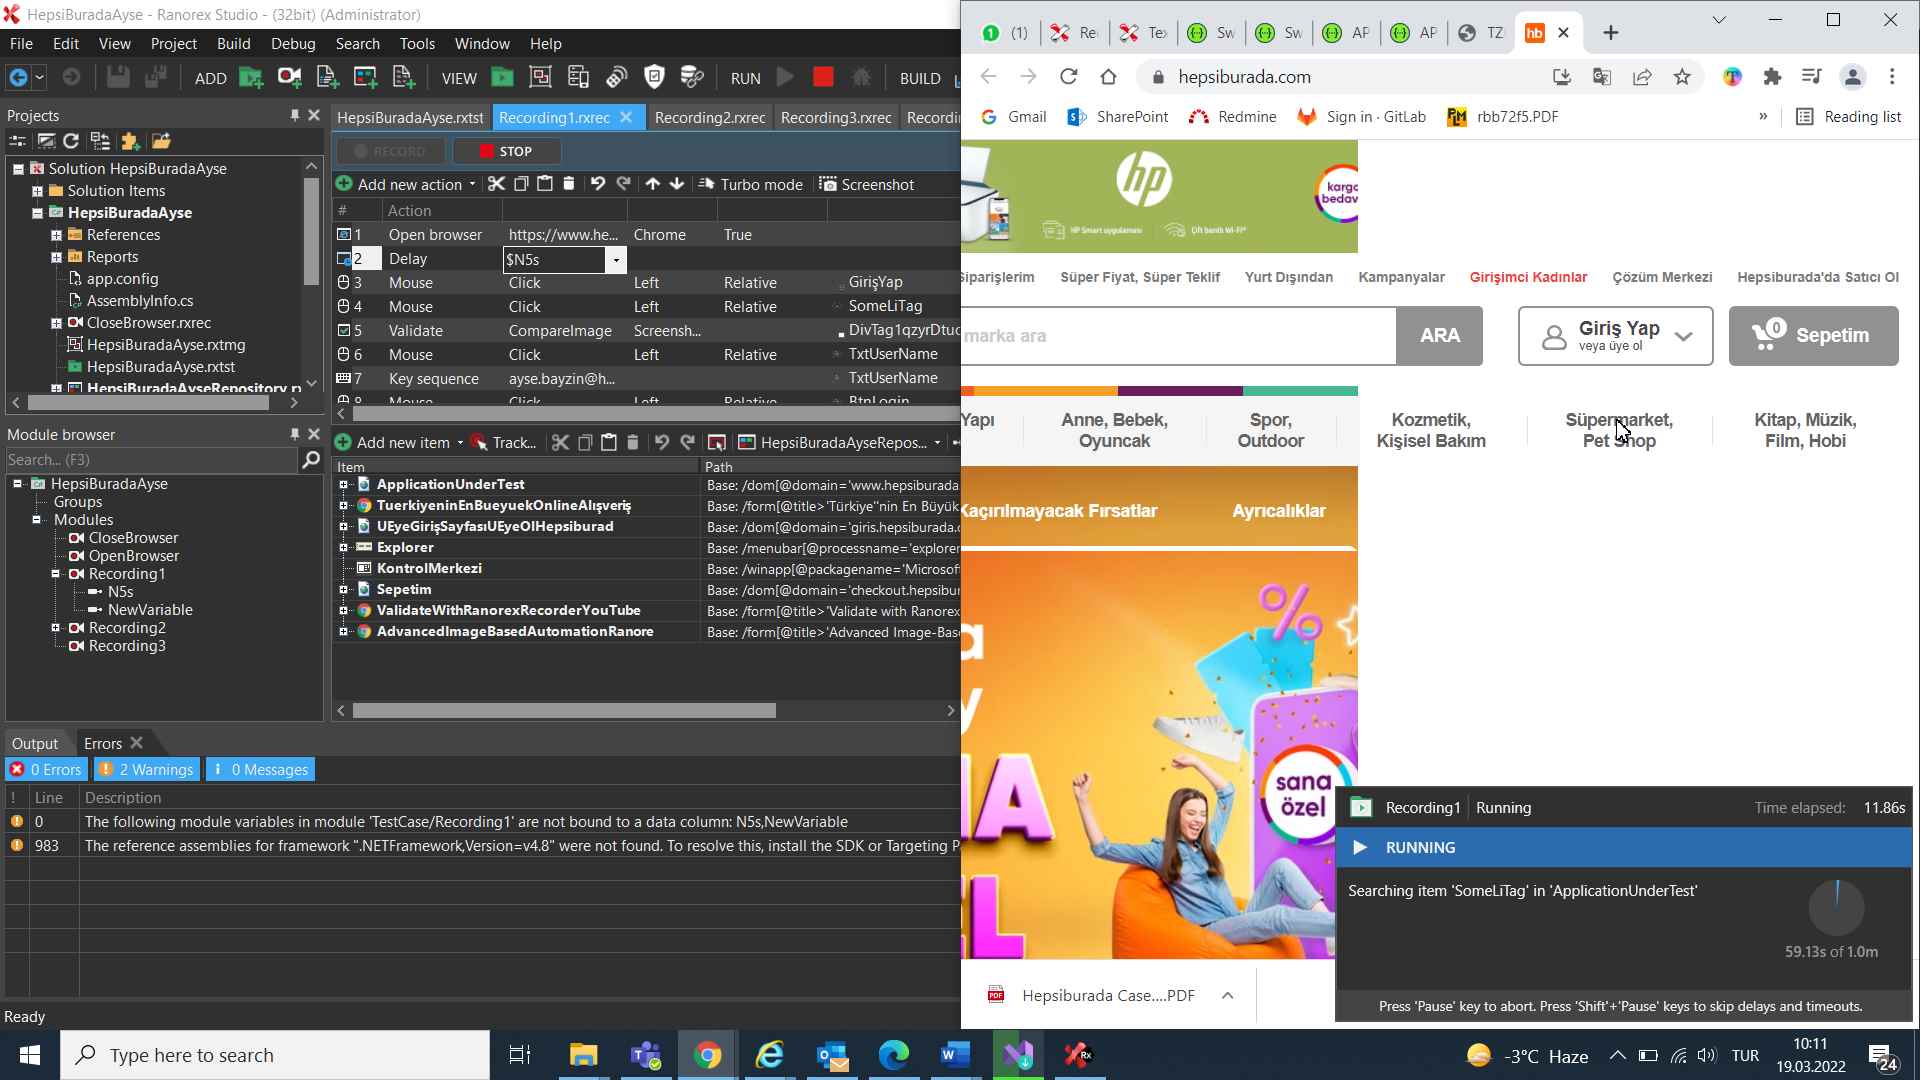 HepsiBuradaAyse - Ranorex Studio - (32bit) (Administrator)
File Edit View Project Build Debug Search Tools Window Help
ADD VIEW RUN BUILD
Projects
Solution HepsiBuradaAyse
Solution Items
HepsiBuradaAyse
References
Reports
app.config
AssemblyInfo.cs
CloseBrowser.rxrec
HepsiBuradaAyse.rxtmg
HepsiBuradaAyse.rxtst
HepsiBuradaAyseRepository.rx
Module browser
Search... (F3)
HepsiBuradaAyse
Groups
Modules
CloseBrowser
OpenBrowser
Recording1
N5s
NewVariable
Recording2
Recording3
HepsiBuradaAyse.rxtst Recording1.rxrec Recording2.rxrec Recording3.rxrec Recordi
RECORD STOP
Add new action Turbo mode Screenshot
# Action
1 Open browser https://www.he... Chrome True
2 Delay $N5s
3 Mouse Click Left Relative GirişYap
4 Mouse Click Left Relative SomeLiTag
5 Validate CompareImage Screensh... DivTag1qzyrDtuc
6 Mouse Click Left Relative TxtUserName
7 Key sequence ayse.bayzin@h... TxtUserName
8 Mouse Click Left Relative BtnLogin
Add new item Track... HepsiBuradaAyseRepos...
Item Path
ApplicationUnderTest Base: /dom[@domain='www.hepsiburada.
TuerkiyeninEnBueyuekOnlineAlışveriş Base: /form[@title>'Türkiye''nin En Büyük
UEyeGirişSayfasıUEyeOlHepsiburad Base: /dom[@domain='giris.hepsiburada.c
Explorer Base: /menubar[@processname='explorer
KontrolMerkezi Base: /winapp[@packagename='Microsof
Sepetim Base: /dom[@domain='checkout.hepsibur
ValidateWithRanorexRecorderYouTube Base: /form[@title>'Validate with Ranorex
AdvancedImageBasedAutomationRanore Base: /form[@title>'Advanced Image-Base
Output Errors
0 Errors 2 Warnings 0 Messages
! Line Description
0 The following module variables in module 'TestCase/Recording1' are not bound to a data column: N5s,NewVariable
983 The reference assemblies for framework ".NETFramework,Version=v4.8" were not found. To resolve this, install the SDK or Targeting P
Ready
1 (1) Re Tex Sw Sw AP AP TZ hb
hepsiburada.com
Gmail SharePoint Redmine Sign in · GitLab rbb72f5.PDF » Reading list
hp
HP Smart uygulaması Çift bantlı Wi-Fi®
kargo
bedav
Siparişlerim Süper Fiyat, Süper Teklif Yurt Dışından Kampanyalar Girişimci Kadınlar Çözüm Merkezi Hepsiburada'da Satıcı Ol
marka ara ARA
Giriş Yap
veya üye ol
0 Sepetim
Yapı
Anne, Bebek,
Oyuncak
Spor,
Outdoor
Kozmetik,
Kişisel Bakım
Süpermarket,
Pet Shop
Kitap, Müzik,
Film, Hobi
Kaçırılmayacak Fırsatlar Ayrıcalıklar
%
sana
özel
Recording1 Running Time elapsed: 11.86s
RUNNING
Searching item 'SomeLiTag' in 'ApplicationUnderTest'
59.13s of 1.0m
Press 'Pause' key to abort. Press 'Shift'+'Pause' keys to skip delays and timeouts.
PDF Hepsiburada Case....PDF
Type here to search
-3°C Haze TUR
10:11
19.03.2022
24